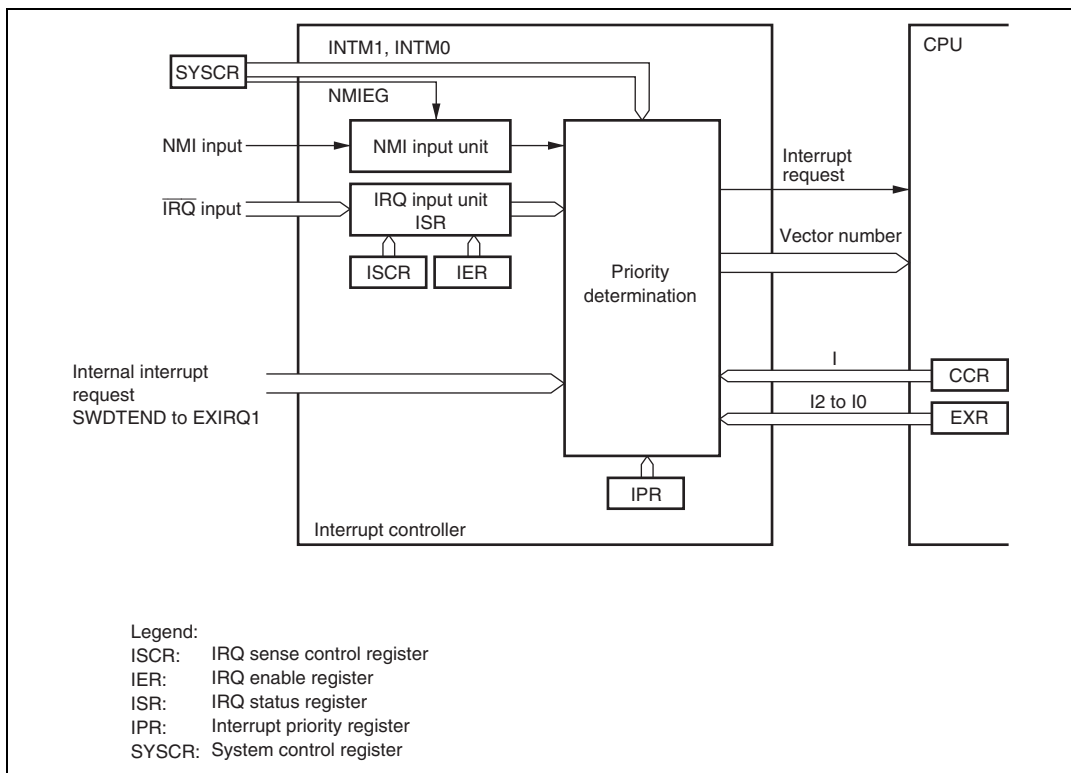 INTM1, INTM0
CPU
SYSCR
NMIEG
NMI input
NMI input unit
Interrupt
request
IRQ input
IRQ input unit
ISR
Vector number
ISCR
IER
Priority
determination
Internal interrupt
request
SWDTEND to EXIRQ1
I
CCR
I2 to I0
EXR
IPR
Interrupt controller
Legend:
ISCR: IRQ sense control register
IER: IRQ enable register
ISR: IRQ status register
IPR: Interrupt priority register
SYSCR: System control register